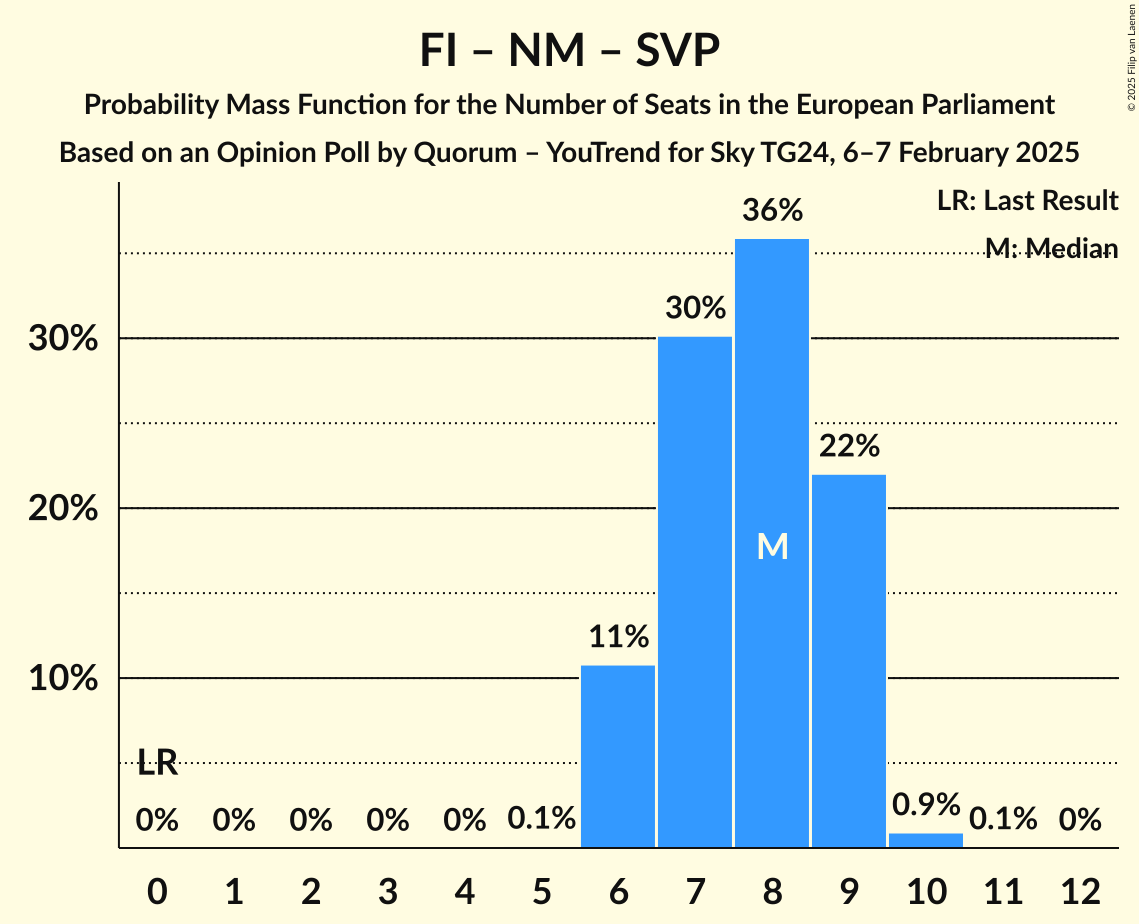 FI – NM – SVP
Probability Mass Function for the Number of Seats in the European Parliament
Based on an Opinion Poll by Quorum – YouTrend for Sky TG24, 6–7 February 2025
© 2025 Filip van Laenen
LR: Last Result
M: Median
36%
30%
30%
22%
20%
M
11%
10%
LR
0% 0% 0% 0% 0% 0.1% 0.9% 0.1% 0%
0 1 2 3 4 5 6 7 8 9 10 11 12